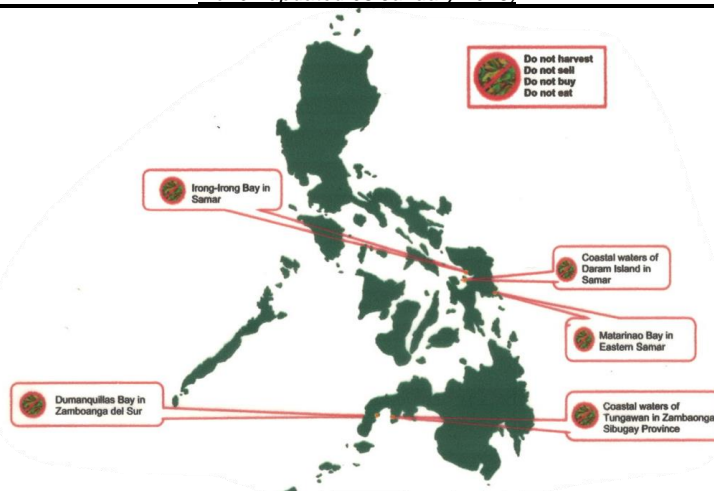 Do not harvest
Do not sell
Do not buy
Do not eat
Irong-Irong Bay in
Samar
Coastal waters of
Daram Island in
Samar
Matarinao Bay in
Eastern Samar
Dumanquillas Bay in
Zamboanga del Sur
Coastal waters of
Tungawan in Zambaonga
Sibugay Province